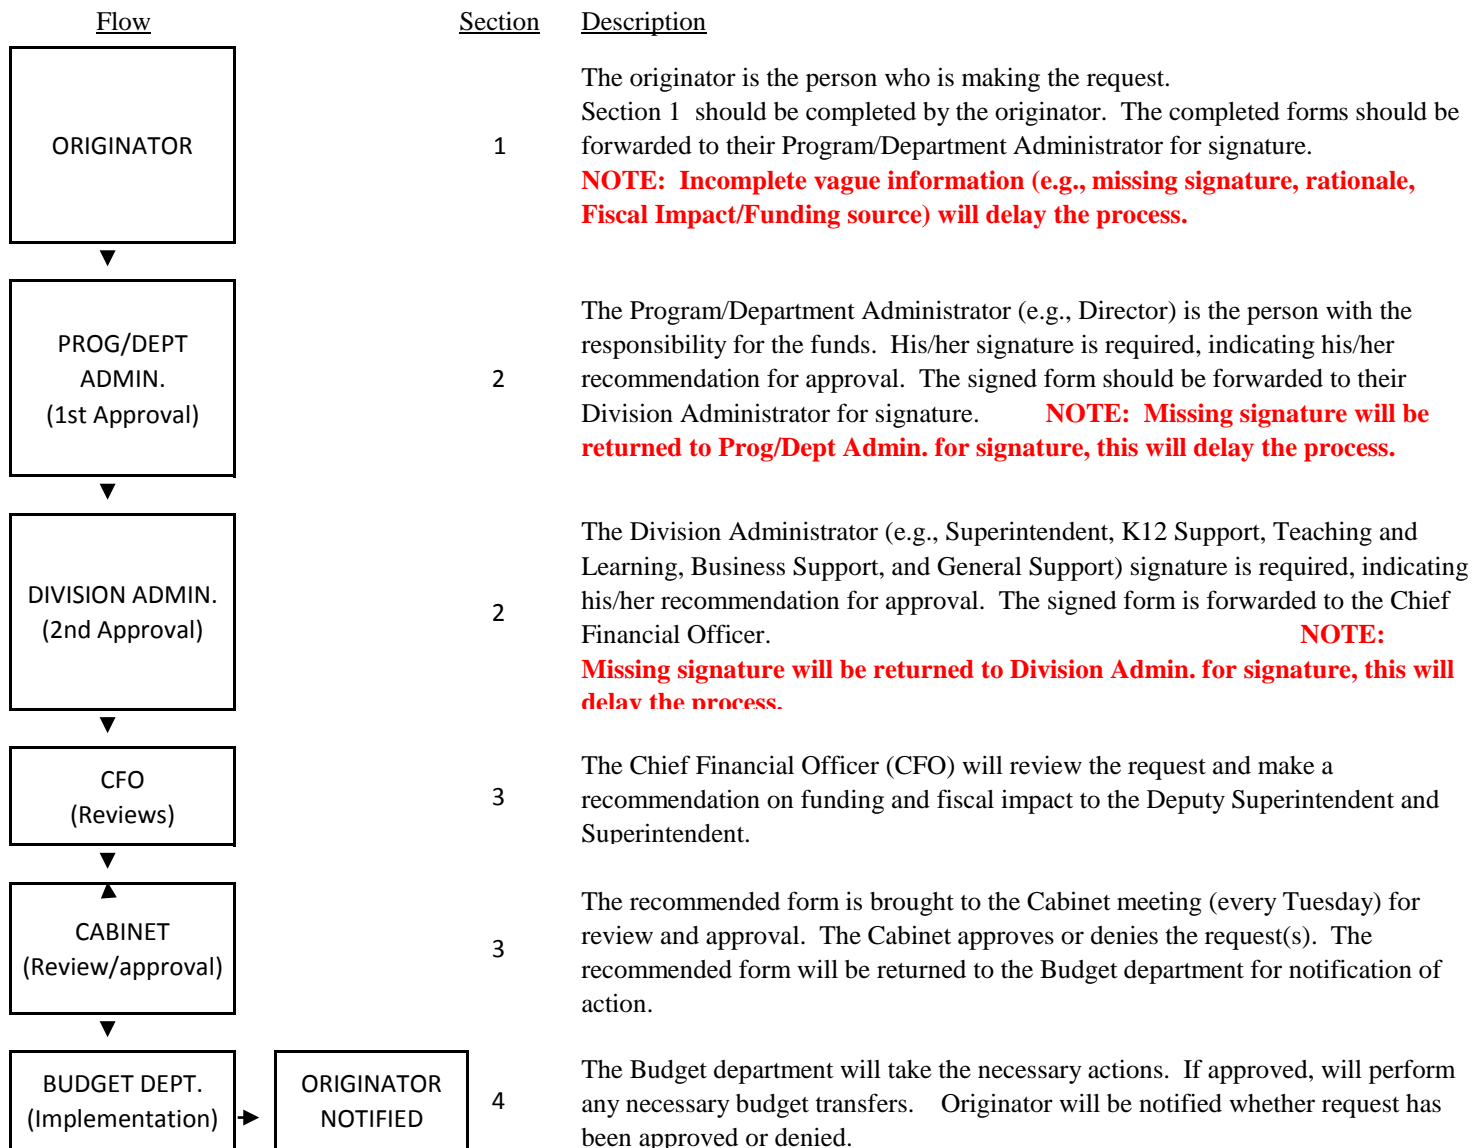 Flow Section Description
ORIGINATOR
1
The originator is the person who is making the request.
Section 1 should be completed by the originator. The completed forms should be
forwarded to their Program/Department Administrator for signature.
NOTE: Incomplete vague information (e.g., missing signature, rationale,
Fiscal Impact/Funding source) will delay the process.
PROG/DEPT
ADMIN.
(1st Approval)
2
The Program/Department Administrator (e.g., Director) is the person with the
responsibility for the funds. His/her signature is required, indicating his/her
recommendation for approval. The signed form should be forwarded to their
Division Administrator for signature. NOTE: Missing signature will be
returned to Prog/Dept Admin. for signature, this will delay the process.
DIVISION ADMIN.
(2nd Approval)
2
The Division Administrator (e.g., Superintendent, K12 Support, Teaching and
Learning, Business Support, and General Support) signature is required, indicating
his/her recommendation for approval. The signed form is forwarded to the Chief
Financial Officer. NOTE:
Missing signature will be returned to Division Admin. for signature, this will
delay the process.
CFO
(Reviews)
3
The Chief Financial Officer (CFO) will review the request and make a
recommendation on funding and fiscal impact to the Deputy Superintendent and
Superintendent.
CABINET
(Review/approval)
3
The recommended form is brought to the Cabinet meeting (every Tuesday) for
review and approval. The Cabinet approves or denies the request(s). The
recommended form will be returned to the Budget department for notification of
action.
BUDGET DEPT.
(Implementation)
ORIGINATOR
NOTIFIED
4
The Budget department will take the necessary actions. If approved, will perform
any necessary budget transfers. Originator will be notified whether request has
been approved or denied.